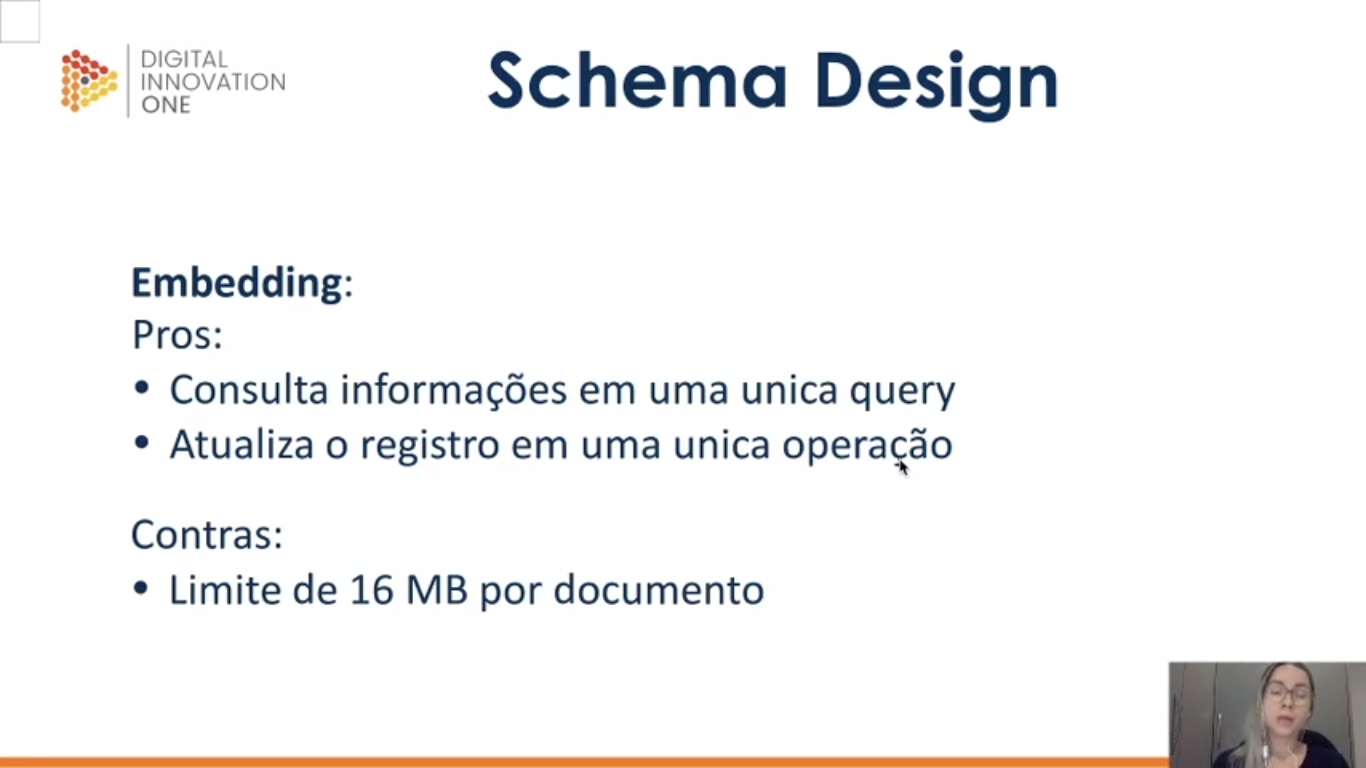 DIGITAL
INNOVATION
ONE
Schema Design
Embedding:
Pros:
• Consulta informações em uma unica query
• Atualiza o registro em uma unica operação
Contras:
• Limite de 16 MB por documento